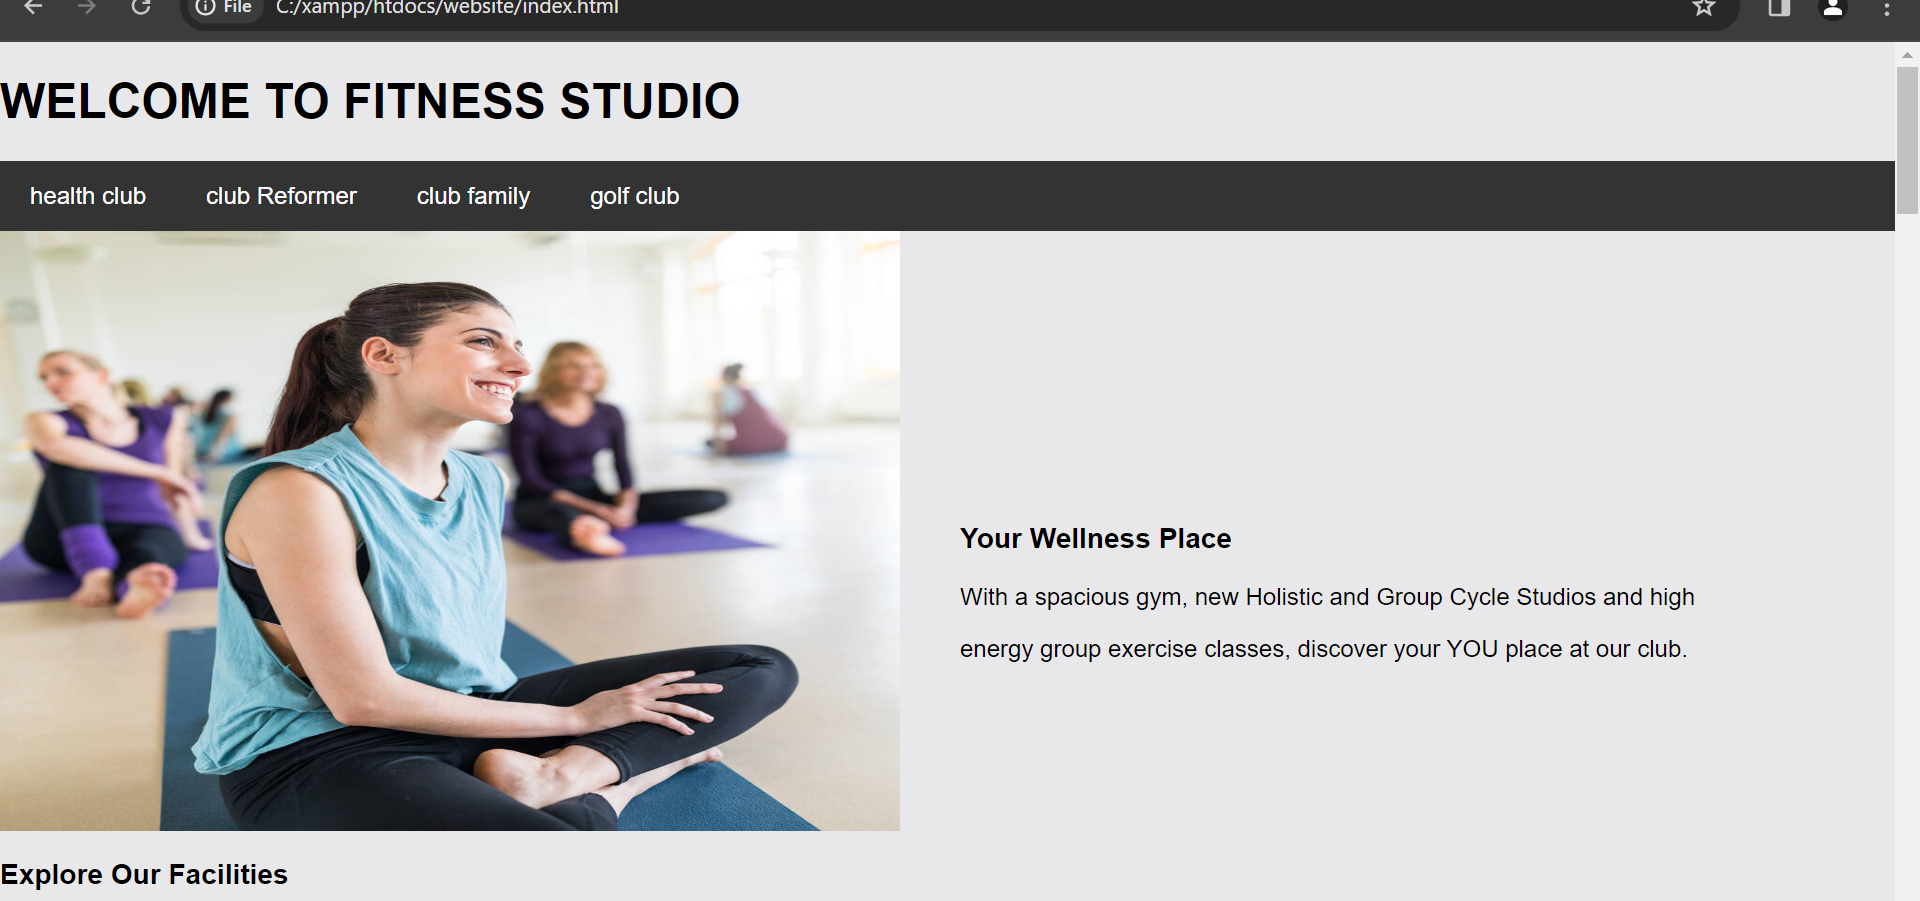 File C:/xampp/htdocs/website/index.html
WELCOME TO FITNESS STUDIO
health club club Reformer club family golf club
Your Wellness Place
With a spacious gym, new Holistic and Group Cycle Studios and high
energy group exercise classes, discover your YOU place at our club.
Explore Our Facilities